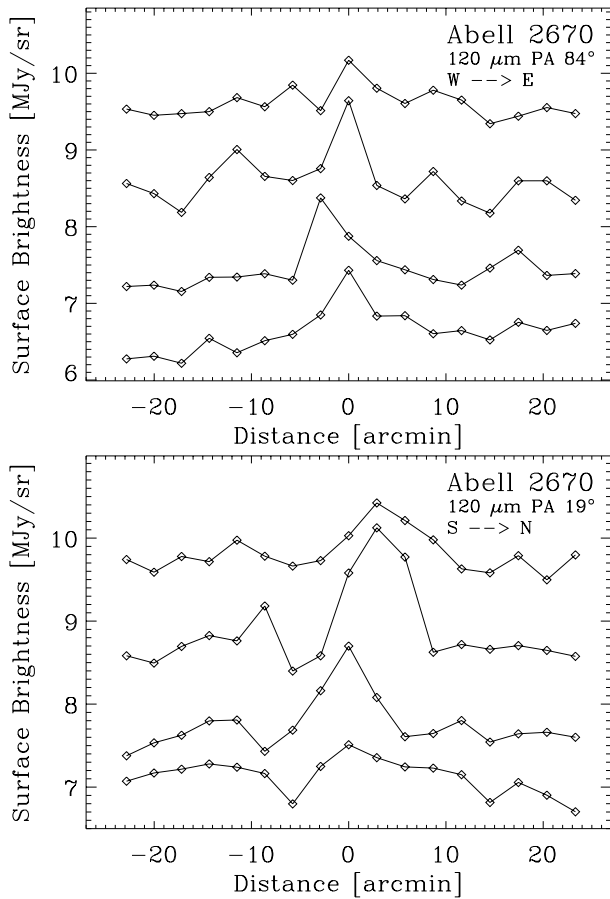 Abell 2670
120 μm PA 84°
W --> E
10
9
8
7
6
Surface Brightness [MJy/sr]
−20 −10 0 10 20
Distance [arcmin]
Abell 2670
120 μm PA 19°
S --> N
10
9
8
7
Surface Brightness [MJy/sr]
−20 −10 0 10 20
Distance [arcmin]